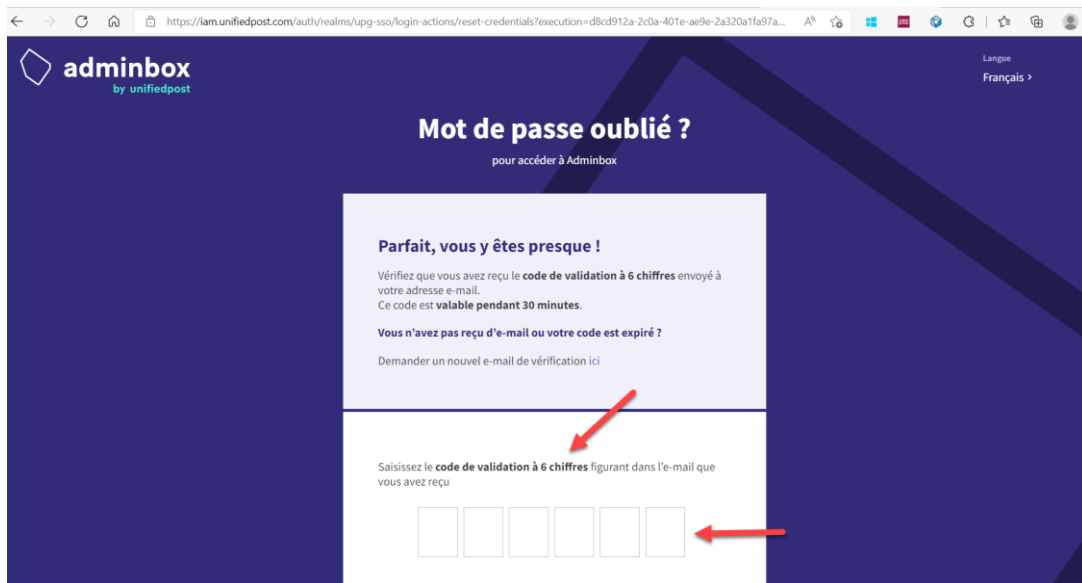 https://iam.unifiedpost.com/auth/realms/upg-sso/login-actions/reset-credentials?execution=d8cd912a-2c0a-401e-ae9e-2a320a1fa97a...
adminbox
by unifiedpost
Langue
Français >
Mot de passe oublié ?
pour accéder à Adminbox
Parfait, vous y êtes presque !
Vérifiez que vous avez reçu le code de validation à 6 chiffres envoyé à
votre adresse e-mail.
Ce code est valable pendant 30 minutes.
Vous n'avez pas reçu d'e-mail ou votre code est expiré ?
Demander un nouvel e-mail de vérification ici
Saisissez le code de validation à 6 chiffres figurant dans l'e-mail que
vous avez reçu